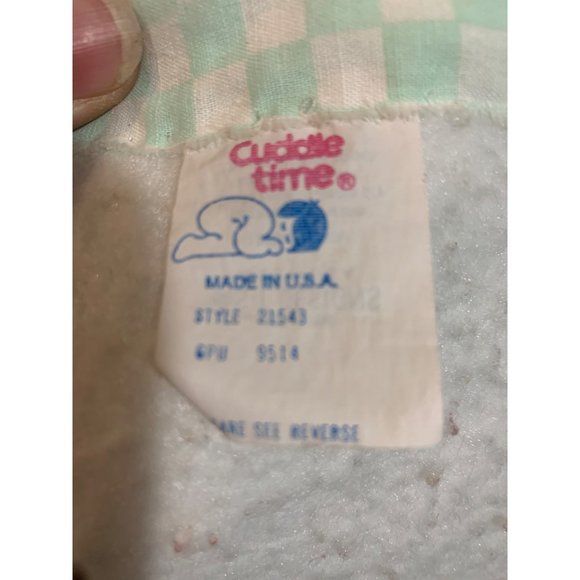 Cuddle
time®
MADE IN U.S.A.
STYLE 21543
GPU 9514
CARE SEE REVERSE